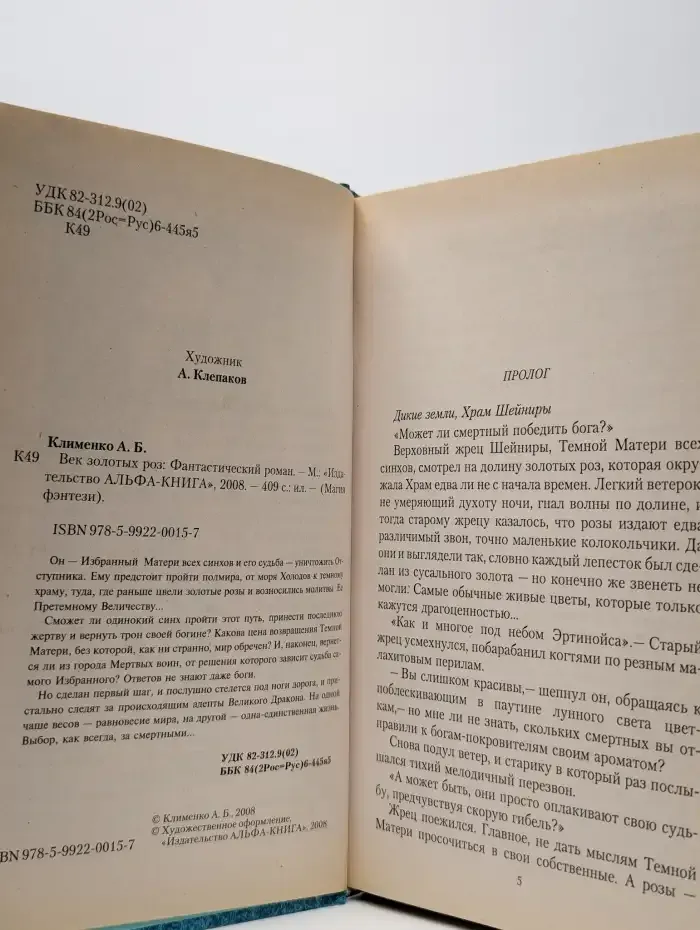 УДК 82-312.9(02)
ББК 84(2Рос=Рус)6-445я5
К49
Художник
А. Клепаков
Клименко А. Б.
К49 Век золотых роз: Фантастический роман. — М.: «Изда-
тельство АЛЬФА-КНИГА», 2008. — 409 с.: ил. — (Магия
фэнтези).
ISBN 978-5-9922-0015-7
Он — Избранный Матери всех синхов и его судьба — уничтожить От-
ступника. Ему предстоит пройти полмира, от моря Холодов к темному
храму, туда, где раньше цвели золотые розы и возносились молитвы Ее
Претемному Величеству...
Сможет ли одинокий синх пройти этот путь, принести последнюю
жертву и вернуть трон своей богине? Какова цена возвращения Темной
Матери, без которой, как ни странно, мир обречен? И, наконец, вернет-
ся ли из города Мертвых воин, от решения которого зависит судьба са-
мого Избранного? Ответов не знают даже боги.
Но сделан первый шаг, и послушно стелется под ноги дорога, и при-
стально следят за происходящим адепты Великого Дракона. На одной
чаше весов — равновесие мира, на другой — одна-единственная жизнь.
Выбор, как всегда, за смертными...
УДК 82-312.9(02)
ББК 84(2Рос=Рус)6-445я5
© Клименко А. Б., 2008
© Художественное оформление,
«Издательство АЛЬФА-КНИГА», 2008
BN 978-5-9922-0015-7
ПРОЛОГ
Дикие земли, Храм Шейниры
«Может ли смертный победить бога?»
Верховный жрец Шейниры, Темной Матери всех
синхов, смотрел на долину золотых роз, которая окру-
жала Храм едва ли не с начала времен. Легкий ветерок,
не умеряющий духоту ночи, гнал волны по долине, и
тогда старому жрецу казалось, что розы издают едва
различимый звон, точно маленькие колокольчики. Да
они и выглядели так, словно каждый лепесток был сде-
лан из сусального золота — но конечно же звенеть не
могли: Самые обычные живые цветы, которые только
кажутся драгоценностью...
«Как и многое под небом Эртинойса».— Старый
жрец усмехнулся, побарабанил когтями по резным ма-
лахитовым перилам.
— Вы слишком красивы,— шепнул он, обращаясь к
поблескивающим в паутине лунного света цвет-
кам,— но мне ли не знать, скольких смертных вы от-
правили к богам-покровителям своим ароматом?
Снова подул ветер, и старику в который раз послы-
шался тихий мелодичный перезвон.
«А может быть, они просто оплакивают свою судь-
бу, предчувствуя скорую гибель?»
Жрец поежился. Главное, не дать мыслям Темной
Матери просочиться в свои собственные. А розы —
5